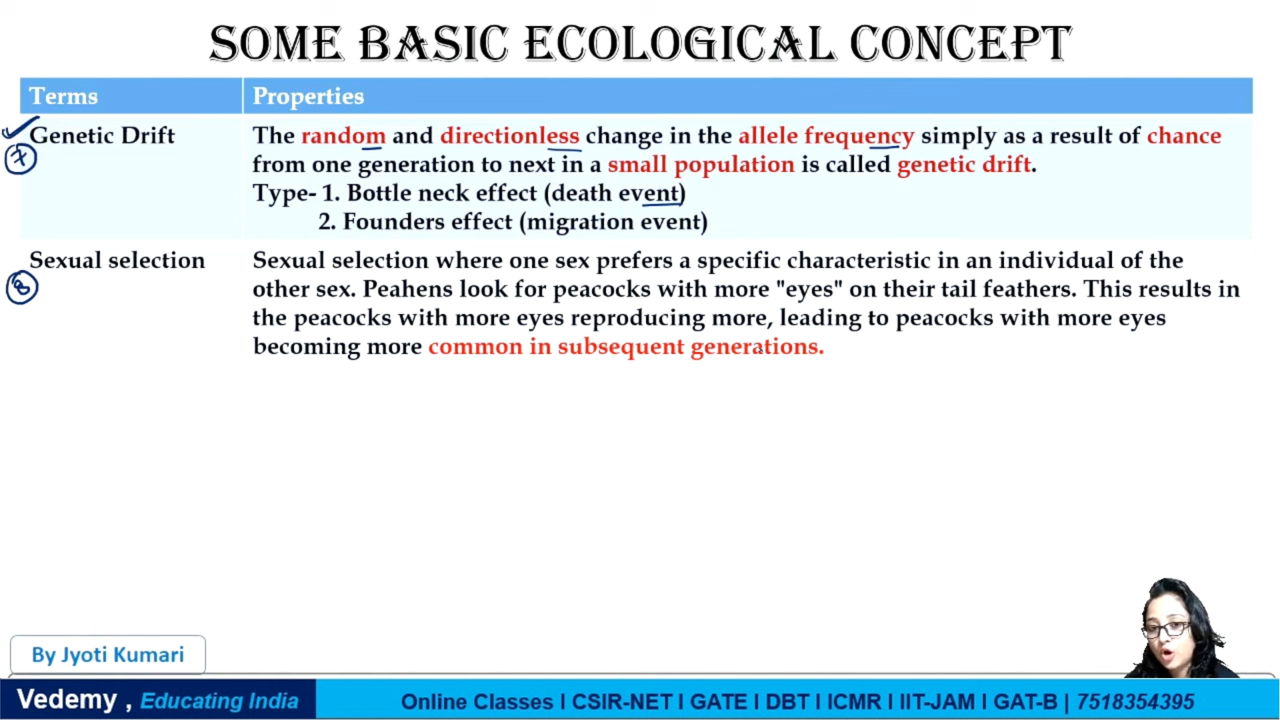 SOME BASIC ECOLOGICAL CONCEPT
Terms Properties
Genetic Drift The random and directionless change in the allele frequency simply as a result of chance
7 from one generation to next in a small population is called genetic drift.
Type- 1. Bottle neck effect (death event)
2. Founders effect (migration event)
Sexual selection Sexual selection where one sex prefers a specific characteristic in an individual of the
8 other sex. Peahens look for peacocks with more "eyes" on their tail feathers. This results in
the peacocks with more eyes reproducing more, leading to peacocks with more eyes
becoming more common in subsequent generations.
By Jyoti Kumari
Vedemy , Educating India Online Classes I CSIR-NET I GATE I DBT I ICMR I IIT-JAM I GAT-B | 7518354395